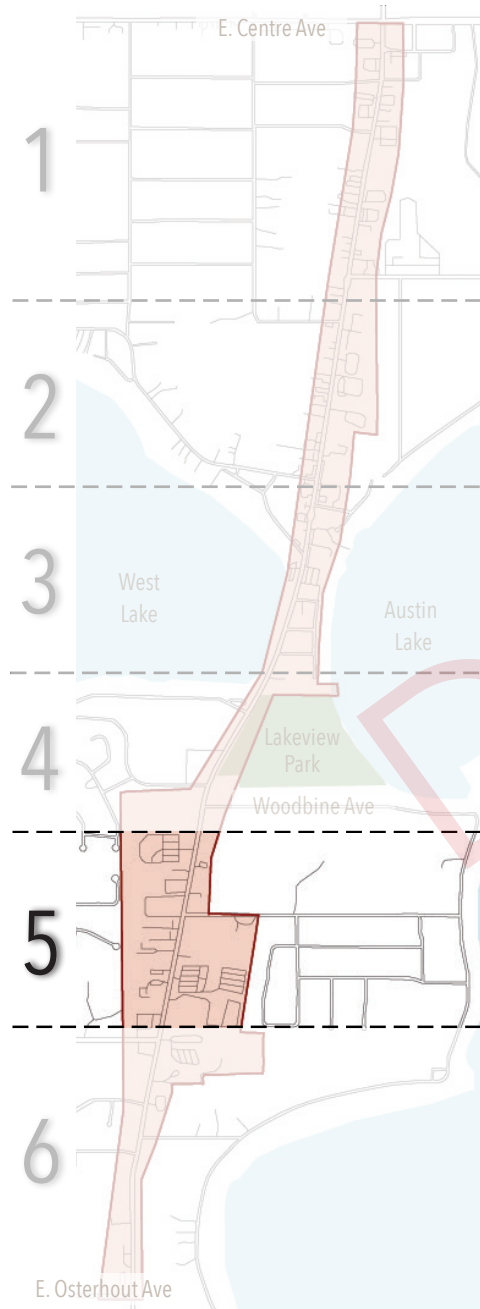 E. Centre Ave
1
2
3
West
Lake
Austin
Lake
4
Lakeview
Park
Woodbine Ave
5
6
E. Osterhout Ave